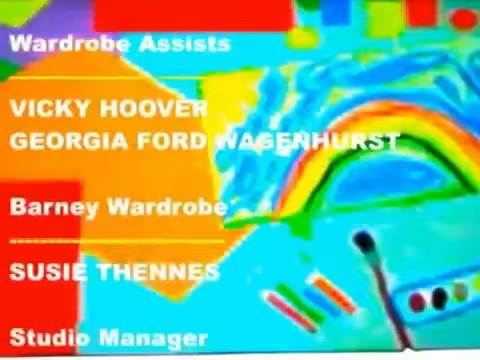 Wardrobe Assists
VICKY HOOVER
GEORGIA FORD WAGENHURST
Barney Wardrobe
SUSIE THENNES
Studio Manager